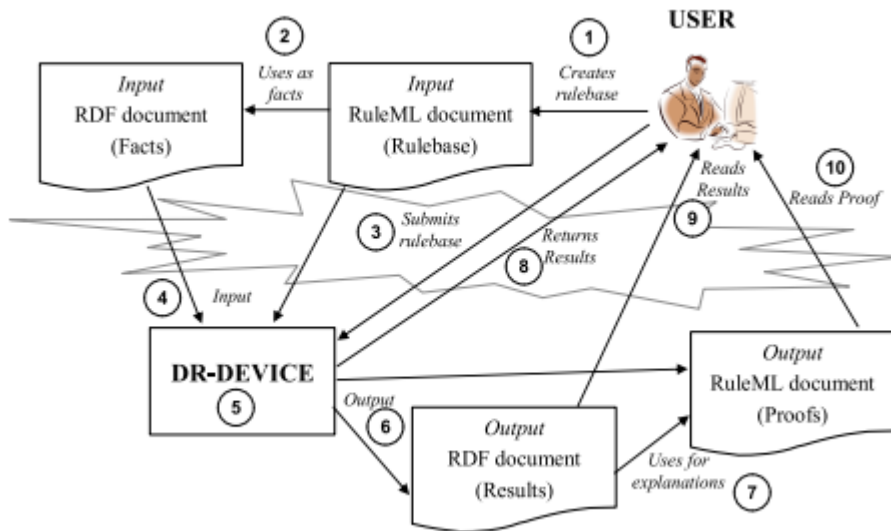 USER
2
1
Input
RDF document
(Facts)
Uses as
facts
Input
RuleML document
(Rulebase)
Creates
rulebase
3
Submits
rulebase
8
Returns
Results
Reads
Results
9
10
Reads Proof
4
Input
DR-DEVICE
5
Output
6
Output
RDF document
(Results)
Uses for
explanations
7
Output
RuleML document
(Proofs)